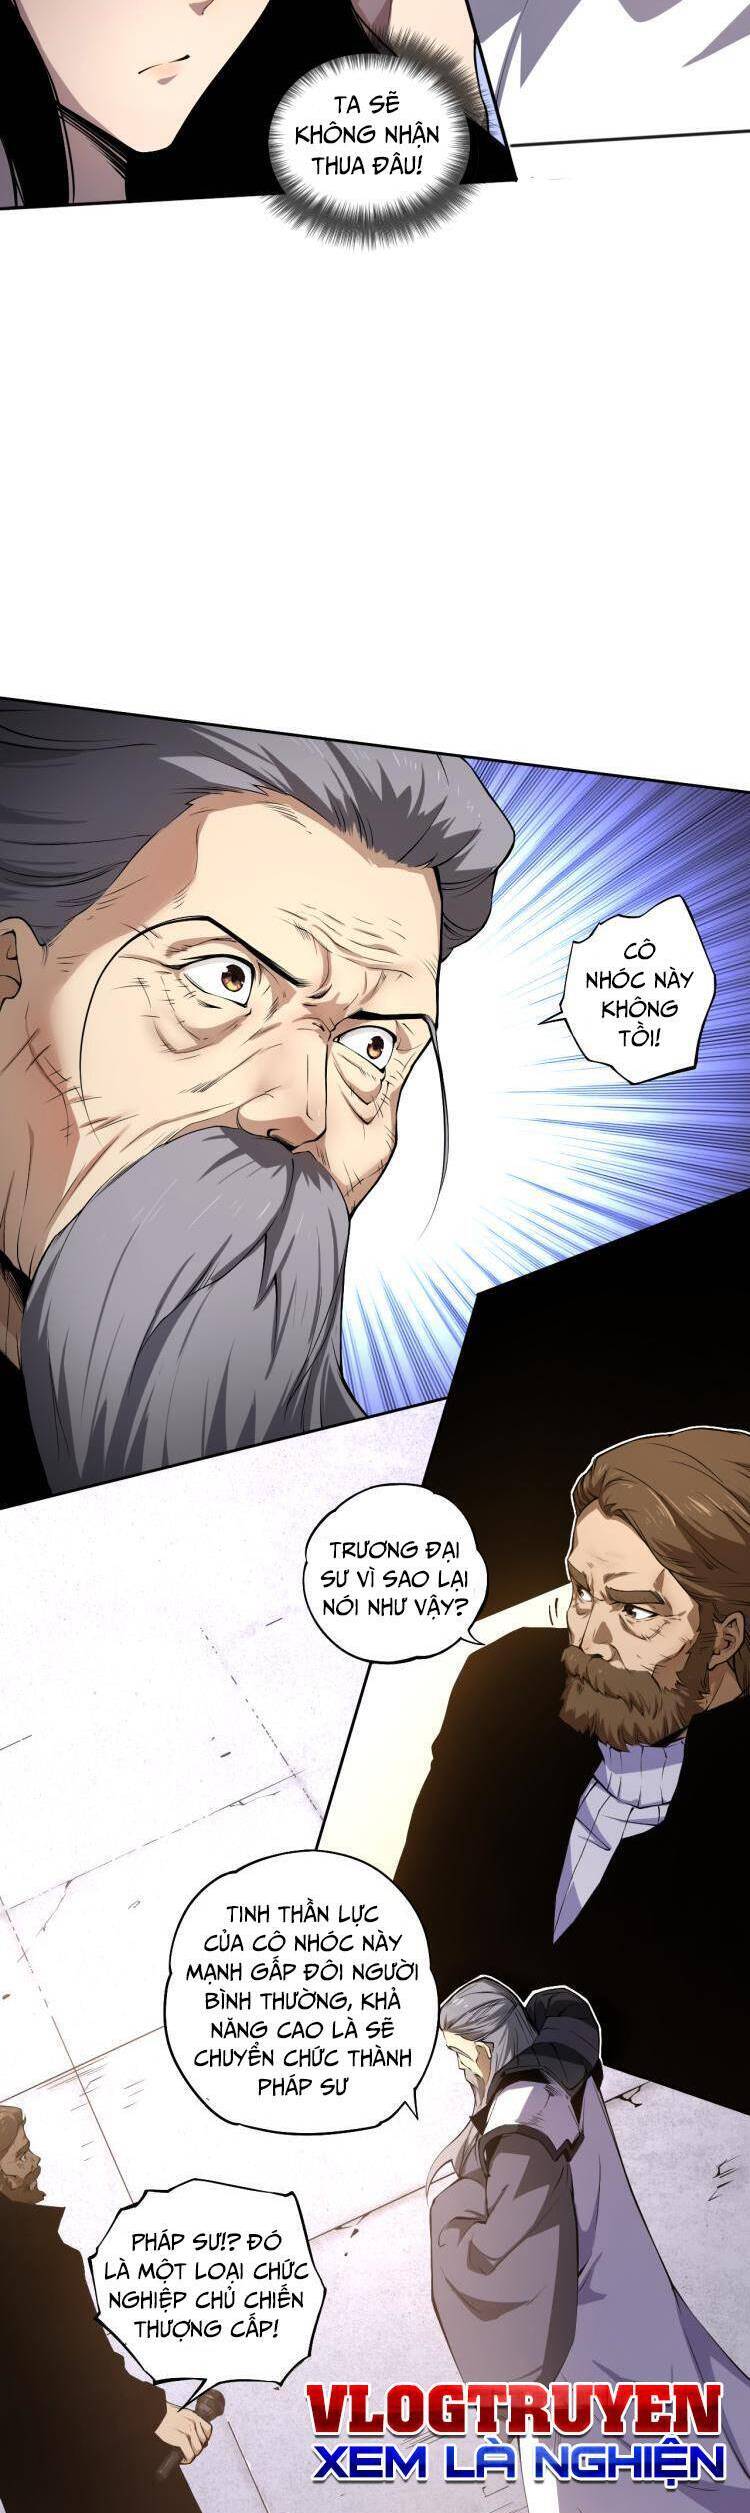 TA SẼ
KHÔNG NHẬN
THUA ĐÂU!
CÔ
NHÓC NÀY
KHÔNG
TỒI!
TRƯƠNG ĐẠI
SƯ VÌ SAO LẠI
NÓI NHƯ VẬY?
TINH THẦN LỰC
CỦA CÔ NHÓC NÀY
MẠNH GẤP ĐÔI NGƯỜI
BÌNH THƯỜNG, KHẢ
NĂNG CAO LÀ SẼ
CHUYỂN CHỨC THÀNH
PHÁP SƯ
PHÁP SƯ!? ĐÓ
LÀ MỘT LOẠI CHỨC
NGHIỆP CHỦ CHIẾN
THƯỢNG CẤP!
VLOGTRUYEN
XEM LÀ NGHIỆN